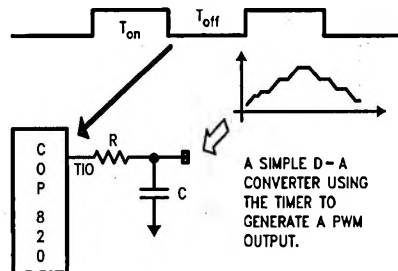 Ton
Toff
C
O
P
8
2
0
TIO
R
C
A SIMPLE D-A
CONVERTER USING
THE TIMER TO
GENERATE A PWM
OUTPUT.